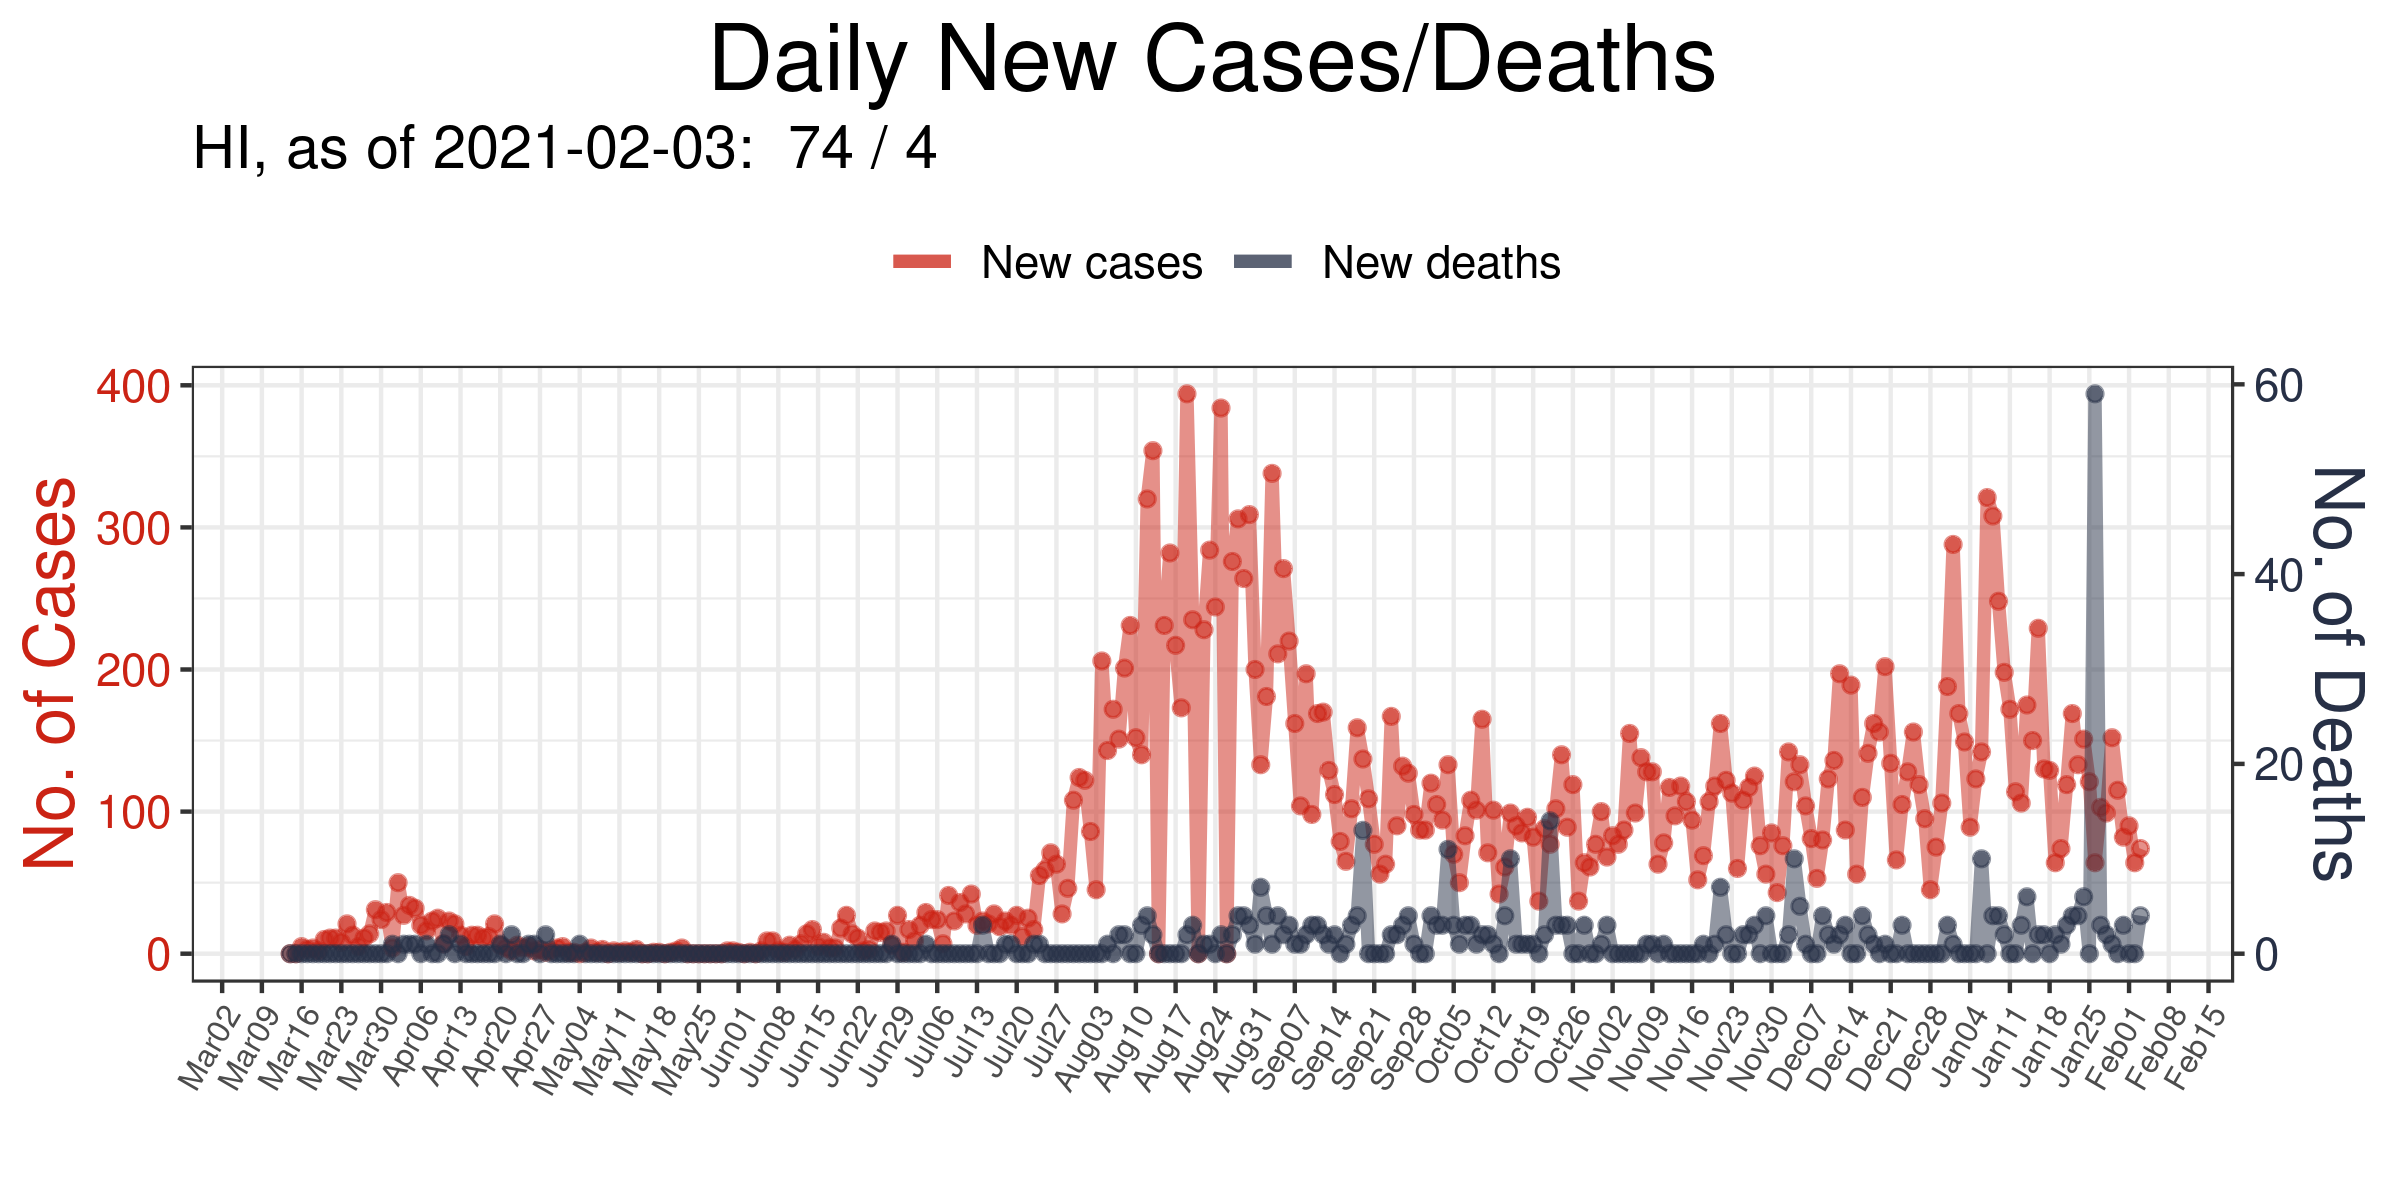 Daily New Cases/Deaths
HI, as of 2021-02-03:  74 / 4
New cases
New deaths
No. of Cases
400
300
200
100
0
60
40
20
0
No. of Deaths
Mar02
Mar09
Mar16
Mar23
Mar30
Apr06
Apr13
Apr20
Apr27
May04
May11
May18
May25
Jun01
Jun08
Jun15
Jun22
Jun29
Jul06
Jul13
Jul20
Jul27
Aug03
Aug10
Aug17
Aug24
Aug31
Sep07
Sep14
Sep21
Sep28
Oct05
Oct12
Oct19
Oct26
Nov02
Nov09
Nov16
Nov23
Nov30
Dec07
Dec14
Dec21
Dec28
Jan04
Jan11
Jan18
Jan25
Feb01
Feb08
Feb15